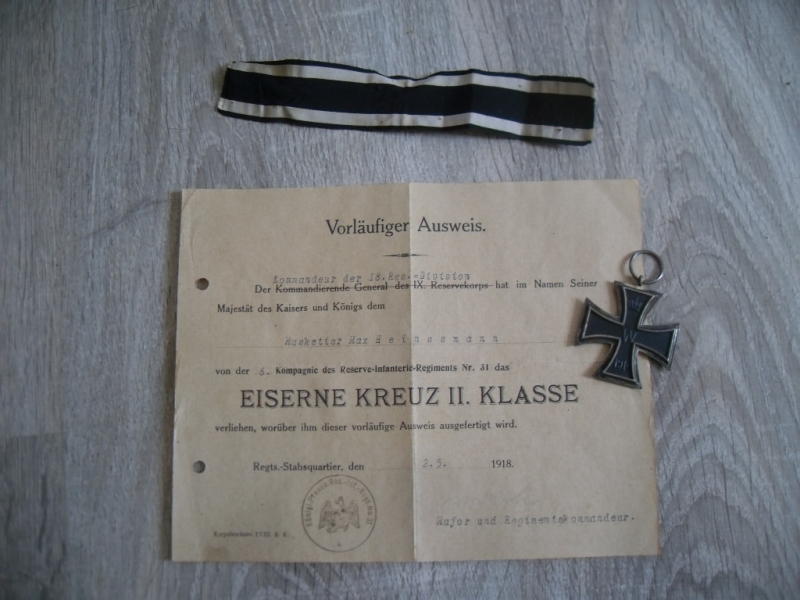 Vorläufiger Ausweis.
Kommandeur der 18.Res.-Division
Der Kommandierende General des IX. Reservekorps hat im Namen Seiner
Majestät des Kaisers und Königs dem
Musketier Max
von der 6. Kompagnie des Reserve-Infanterie-Regiments Nr. 31 das
EISERNE KREUZ II. KLASSE
verliehen, worüber ihm dieser vorläufige Ausweis ausgefertigt wird.
Regts.-Stabsquartier, den 2.5. 1918.
Major und Regimentskommandeur.
W